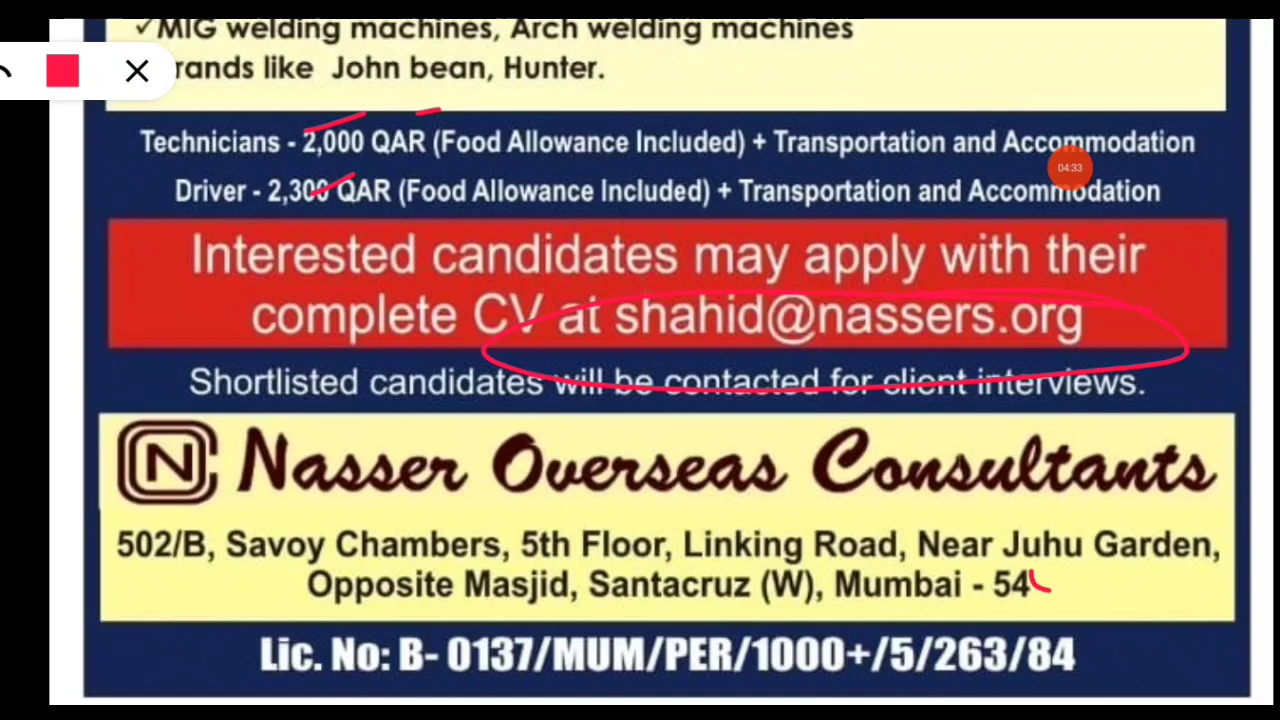 ✓MIG welding machines, Arch welding machines
rands like John bean, Hunter.
Technicians - 2,000 QAR (Food Allowance Included) + Transportation and Accommodation
04:33
Driver - 2,300 QAR (Food Allowance Included) + Transportation and Accommodation
Interested candidates may apply with their
complete CV at shahid@nassers.org
Shortlisted candidates will be contacted for client interviews.
N Nasser Overseas Consultants
502/B, Savoy Chambers, 5th Floor, Linking Road, Near Juhu Garden,
Opposite Masjid, Santacruz (W), Mumbai - 54
Lic. No: B- 0137/MUM/PER/1000+/5/263/84